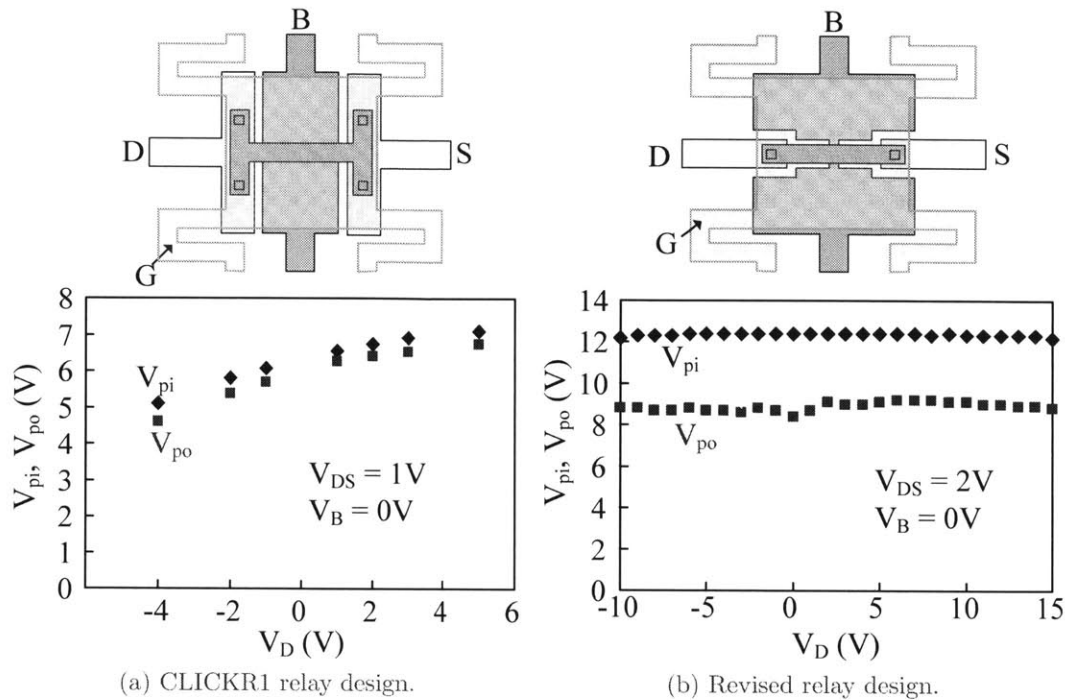 B
D
S
G
8
7
6
5
4
3
2
1
0
V_pi, V_po (V)
V_pi
V_po
V_DS = 1V
V_B = 0V
-4
-2
0
2
4
6
V_D (V)
(a) CLICKR1 relay design.
B
D
S
G
14
12
10
8
6
4
2
0
V_pi, V_po (V)
V_pi
V_po
V_DS = 2V
V_B = 0V
-10
-5
0
5
10
15
V_D (V)
(b) Revised relay design.